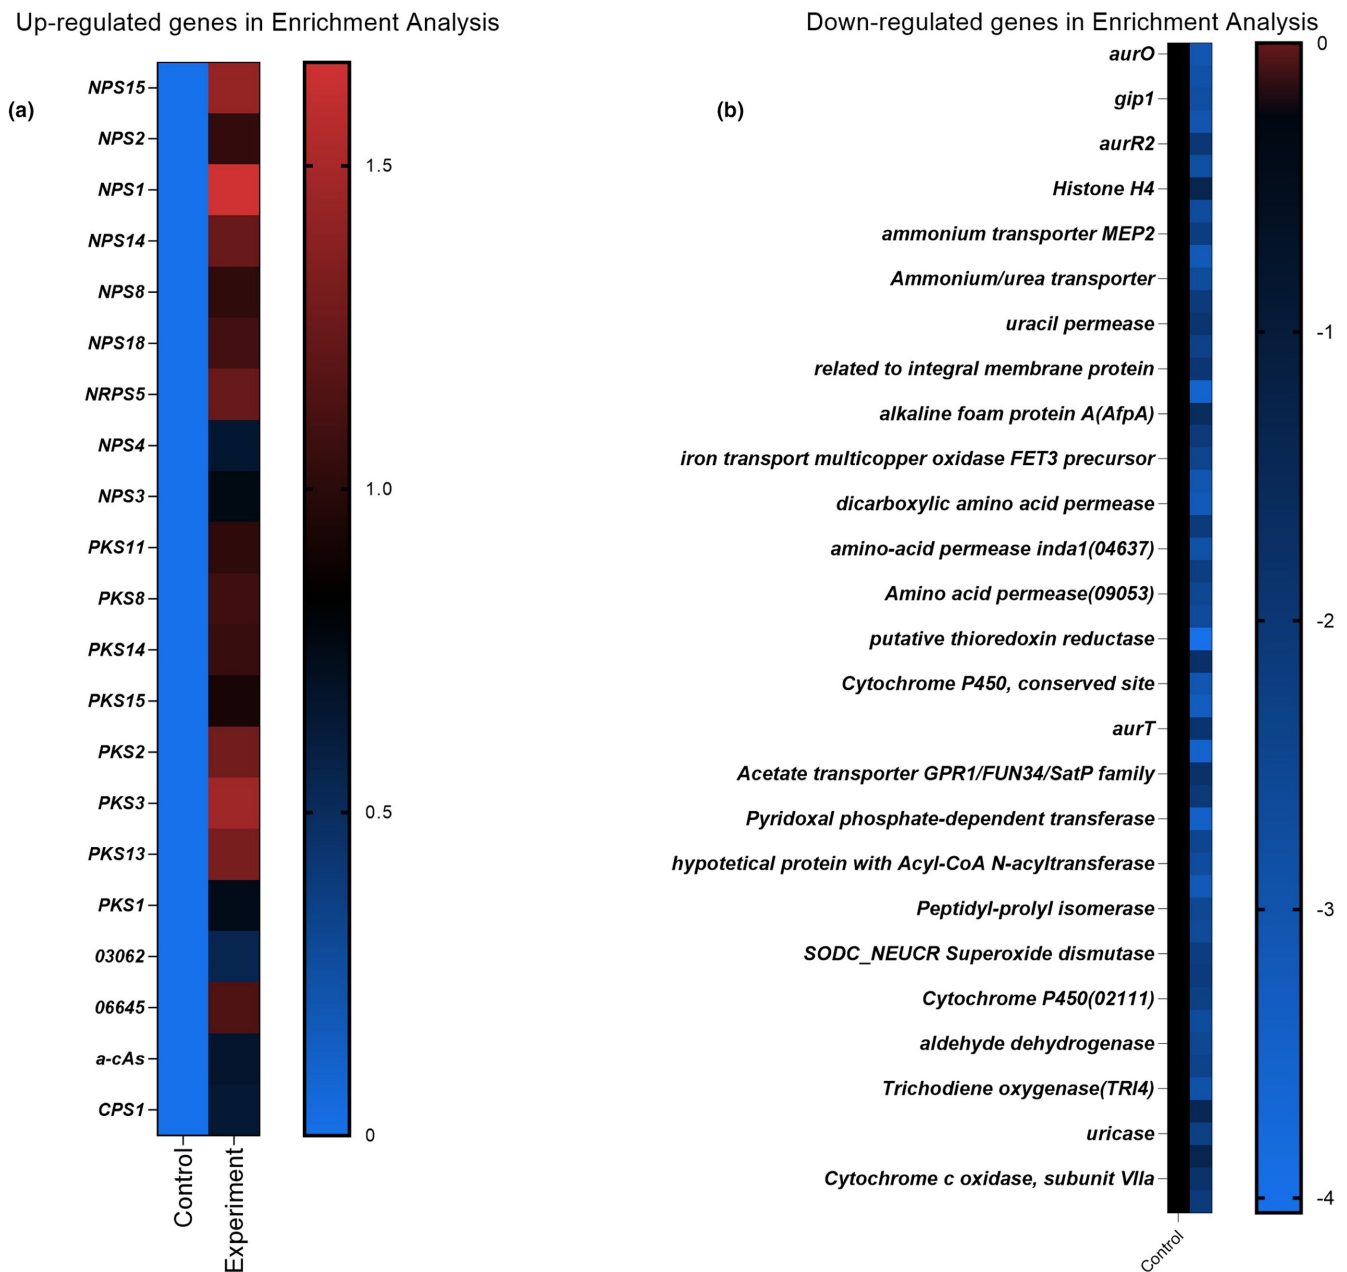 Up-regulated genes in Enrichment Analysis
(a)
NPS15
NPS2
NPS1
NPS14
NPS8
NPS18
NRPS5
NPS4
NPS3
PKS11
PKS8
PKS14
PKS15
PKS2
PKS3
PKS13
PKS1
03062
06645
a-cAs
CPS1
Control
Experiment
1.5
1.0
0.5
0
Down-regulated genes in Enrichment Analysis
(b)
aurO
gip1
aurR2
Histone H4
ammonium transporter MEP2
Ammonium/urea transporter
uracil permease
related to integral membrane protein
alkaline foam protein A(AfpA)
iron transport multicopper oxidase FET3 precursor
dicarboxylic amino acid permease
amino-acid permease inda1(04637)
Amino acid permease(09053)
putative thioredoxin reductase
Cytochrome P450, conserved site
aurT
Acetate transporter GPR1/FUN34/SatP family
Pyridoxal phosphate-dependent transferase
hypotetical protein with Acyl-CoA N-acyltransferase
Peptidyl-prolyl isomerase
SODC_NEUCR Superoxide dismutase
Cytochrome P450(02111)
aldehyde dehydrogenase
Trichodiene oxygenase(TRI4)
uricase
Cytochrome c oxidase, subunit VIIa
Control
0
-1
-2
-3
-4